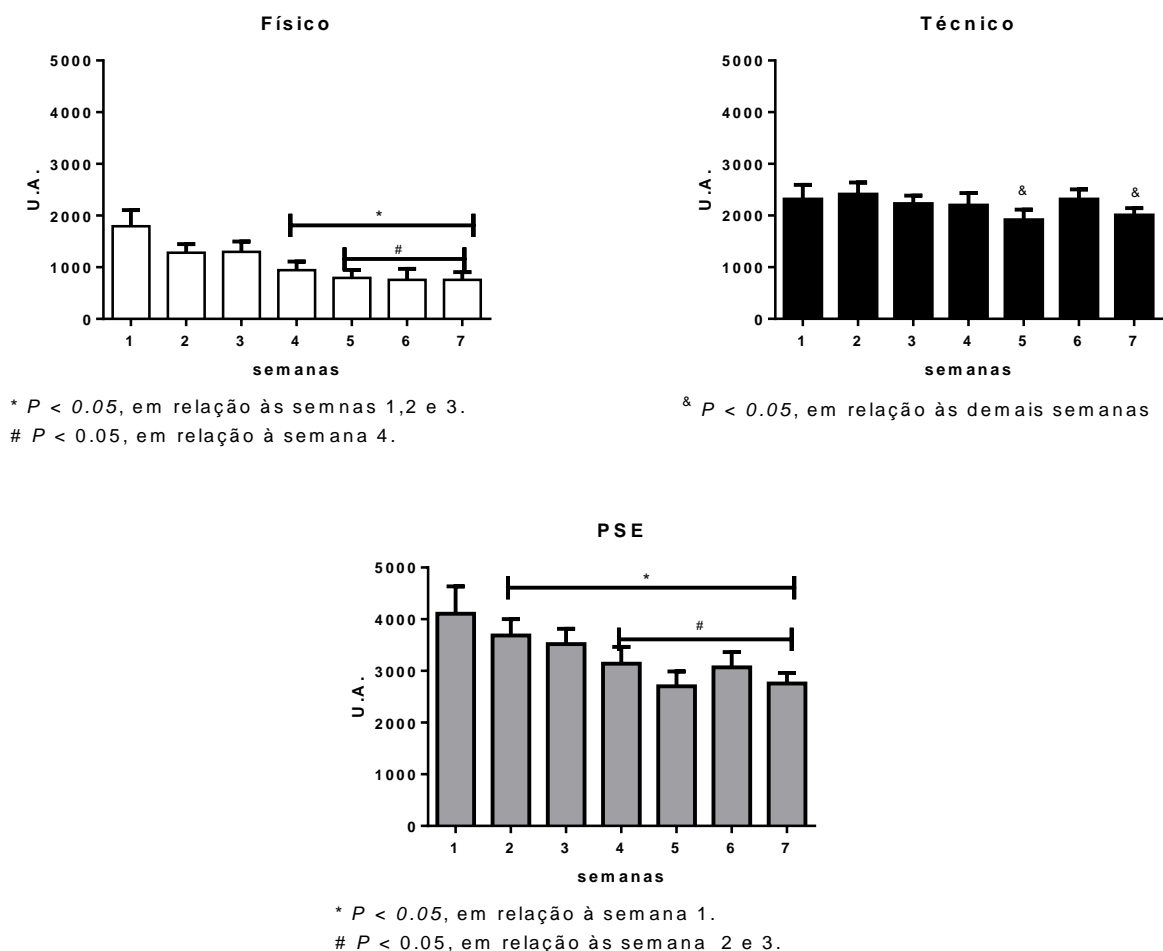 Físico
5000
4000
3000
2000
1000
0
U.A.
*
#
1 2 3 4 5 6 7
semanas
* P < 0.05, em relação às semnas 1,2 e 3.
# P < 0.05, em relação à semana 4.
Técnico
5000
4000
3000
2000
1000
0
U.A.
& &
1 2 3 4 5 6 7
semanas
& P < 0.05, em relação às demais semanas
PSE
5000
4000
3000
2000
1000
0
U.A.
*
#
1 2 3 4 5 6 7
semanas
* P < 0.05, em relação à semana 1.
# P < 0.05, em relação às semana 2 e 3.